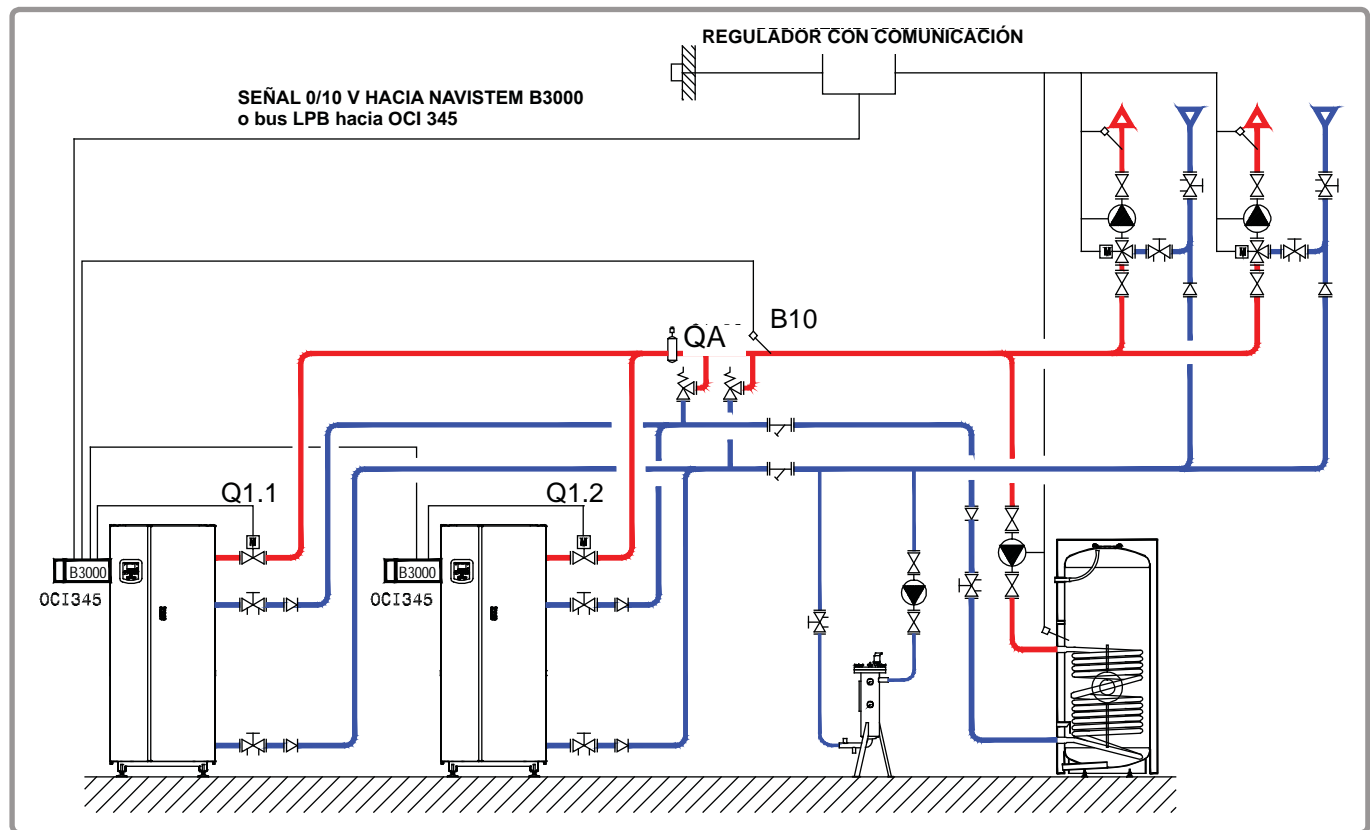 REGULADOR CON COMUNICACIÓN
SEÑAL 0/10 V HACIA NAVISTEM B3000
o bus LPB hacia OCI 345
QA
B10
Q1.1
Q1.2
B3000
OCI345
B3000
OCI345
M
M
M
M